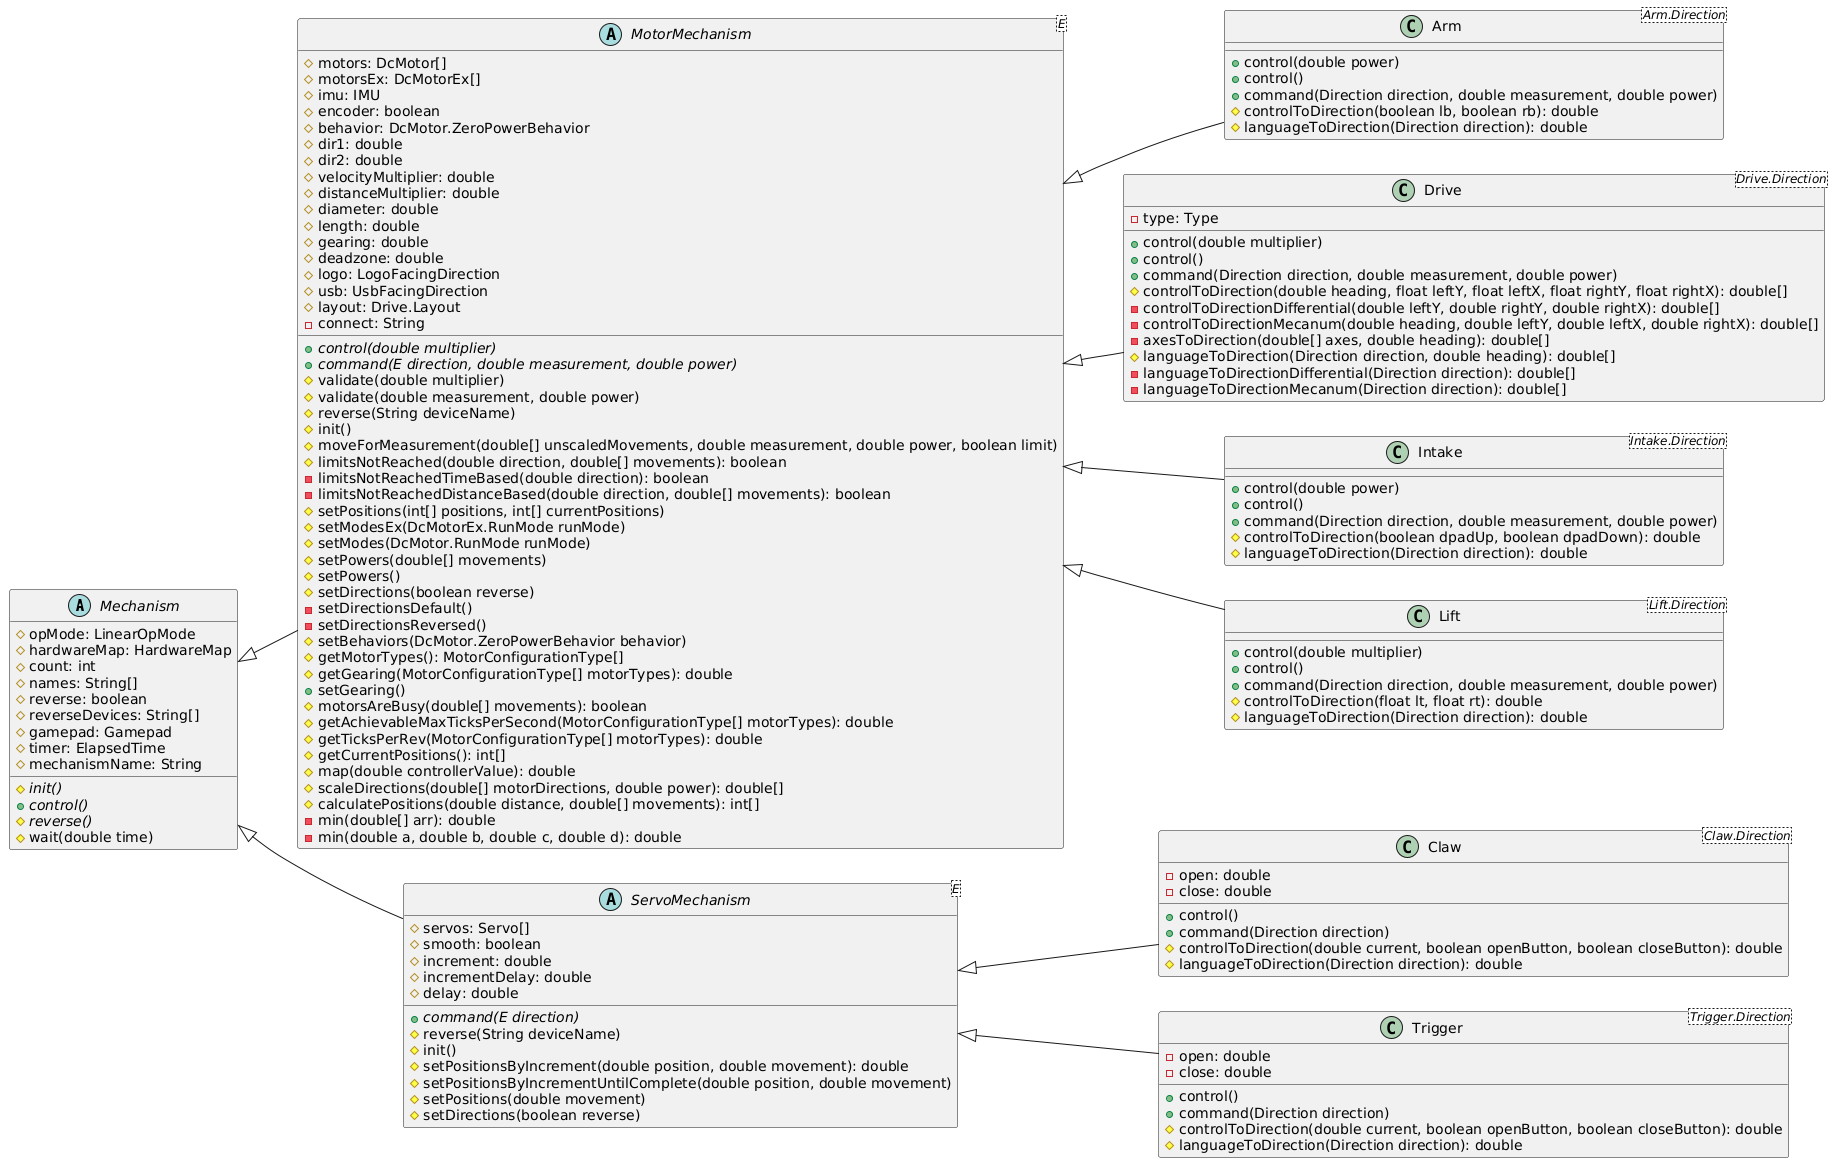 A Mechanism
opMode: LinearOpMode
hardwareMap: HardwareMap
count: int
names: String[]
reverse: boolean
reverseDevices: String[]
gamepad: Gamepad
timer: ElapsedTime
mechanismName: String
init()
control()
reverse()
wait(double time)
A MotorMechanism
E
motors: DcMotor[]
motorsEx: DcMotorEx[]
imu: IMU
encoder: boolean
behavior: DcMotor.ZeroPowerBehavior
dir1: double
dir2: double
velocityMultiplier: double
distanceMultiplier: double
diameter: double
length: double
gearing: double
deadzone: double
logo: LogoFacingDirection
usb: UsbFacingDirection
layout: Drive.Layout
connect: String
control(double multiplier)
command(E direction, double measurement, double power)
validate(double multiplier)
validate(double measurement, double power)
reverse(String deviceName)
init()
moveForMeasurement(double[] unscaledMovements, double measurement, double power, boolean limit)
limitsNotReached(double direction, double[] movements): boolean
limitsNotReachedTimeBased(double direction): boolean
limitsNotReachedDistanceBased(double direction, double[] movements): boolean
setPositions(int[] positions, int[] currentPositions)
setModesEx(DcMotorEx.RunMode runMode)
setModes(DcMotor.RunMode runMode)
setPowers(double[] movements)
setPowers()
setDirections(boolean reverse)
setDirectionsDefault()
setDirectionsReversed()
setBehaviors(DcMotor.ZeroPowerBehavior behavior)
getMotorTypes(): MotorConfigurationType[]
getGearing(MotorConfigurationType[] motorTypes): double
setGearing()
motorsAreBusy(double[] movements): boolean
getAchievableMaxTicksPerSecond(MotorConfigurationType[] motorTypes): double
getTicksPerRev(MotorConfigurationType[] motorTypes): double
getCurrentPositions(): int[]
map(double controllerValue): double
scaleDirections(double[] motorDirections, double power): double[]
calculatePositions(double distance, double[] movements): int[]
min(double[] arr): double
min(double a, double b, double c, double d): double
A ServoMechanism
E
servos: Servo[]
smooth: boolean
increment: double
incrementDelay: double
delay: double
command(E direction)
reverse(String deviceName)
init()
setPositionsByIncrement(double position, double movement): double
setPositionsByIncrementUntilComplete(double position, double movement)
setPositions(double movement)
setDirections(boolean reverse)
C Arm
Arm.Direction
control(double power)
control()
command(Direction direction, double measurement, double power)
controlToDirection(boolean lb, boolean rb): double
languageToDirection(Direction direction): double
C Drive
Drive.Direction
type: Type
control(double multiplier)
control()
command(Direction direction, double measurement, double power)
controlToDirection(double heading, float leftY, float leftX, float rightY, float rightX): double[]
controlToDirectionDifferential(double leftY, double rightY, double rightX): double[]
controlToDirectionMecanum(double heading, double leftY, double leftX, double rightX): double[]
axesToDirection(double[] axes, double heading): double[]
languageToDirection(Direction direction, double heading): double[]
languageToDirectionDifferential(Direction direction): double[]
languageToDirectionMecanum(Direction direction): double[]
C Intake
Intake.Direction
control(double power)
control()
command(Direction direction, double measurement, double power)
controlToDirection(boolean dpadUp, boolean dpadDown): double
languageToDirection(Direction direction): double
C Lift
Lift.Direction
control(double multiplier)
control()
command(Direction direction, double measurement, double power)
controlToDirection(float lt, float rt): double
languageToDirection(Direction direction): double
C Claw
Claw.Direction
open: double
close: double
control()
command(Direction direction)
controlToDirection(double current, boolean openButton, boolean closeButton): double
languageToDirection(Direction direction): double
C Trigger
Trigger.Direction
open: double
close: double
control()
command(Direction direction)
controlToDirection(double current, boolean openButton, boolean closeButton): double
languageToDirection(Direction direction): double